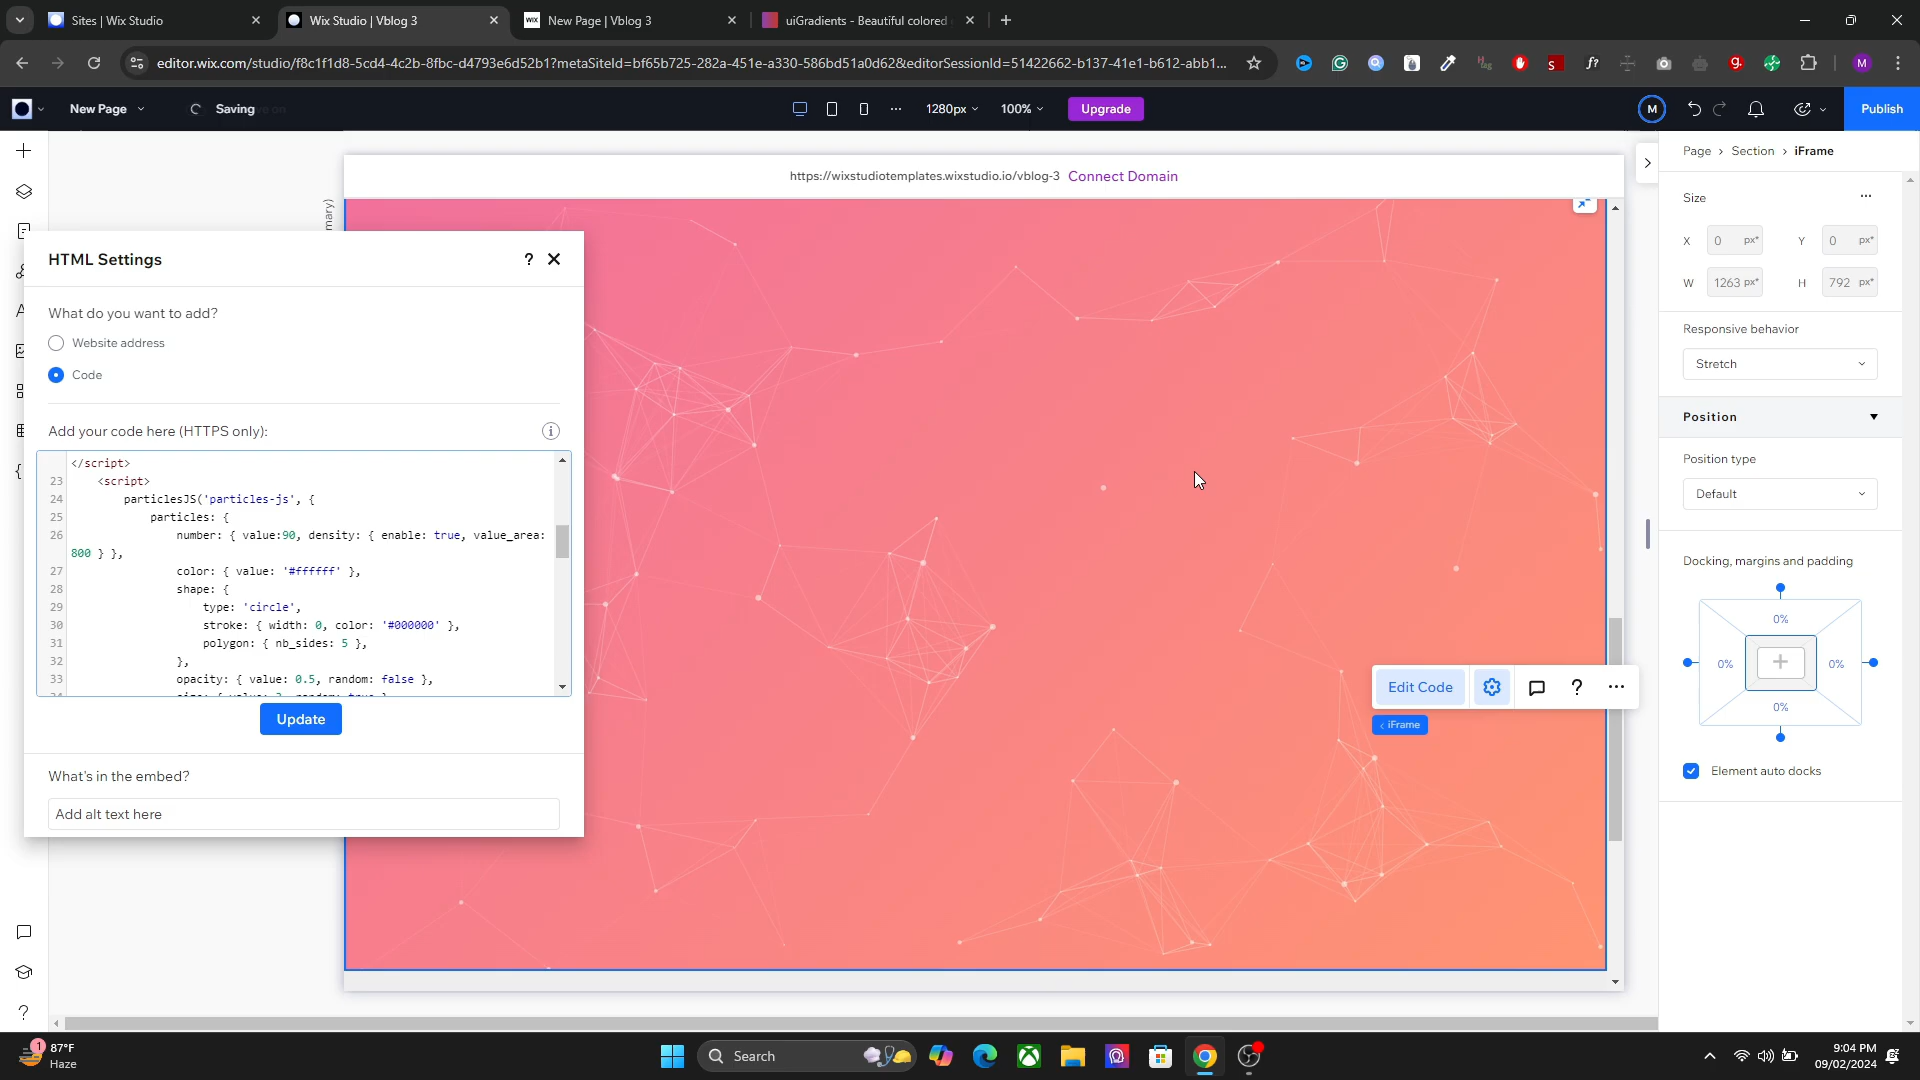 Sites | Wix Studio
Wix Studio | Vblog 3
WIX New Page | Vblog 3
uiGradients - Beautiful colored
editor.wix.com/studio/f8c1f1d8-5cd4-4c2b-8fbc-d4793e6d52b1?metaSiteId=bf65b725-282a-451e-a330-586bd51a0d62&editorSessionId=51422662-b137-41e1-b612-abb1...
New Page
Saving
1280px
100%
Upgrade
M
Publish
https://wixstudiotemplates.wixstudio.io/vblog-3 Connect Domain
Page > Section > iFrame
Size
X 0 px* Y 0 px*
W 1263 px* H 792 px*
Responsive behavior
Stretch
Position
Position type
Default
Docking, margins and padding
0%
0% 0%
0%
Element auto docks
HTML Settings
?
What do you want to add?
Website address
Code
Add your code here (HTTPS only):
</script>
23 <script>
24 particlesJS('particles-js', {
25 particles: {
26 number: { value:90, density: { enable: true, value_area:
800 } },
27 color: { value: '#ffffff' },
28 shape: {
29 type: 'circle',
30 stroke: { width: 0, color: '#000000' },
31 polygon: { nb_sides: 5 },
32 },
33 opacity: { value: 0.5, random: false },
Update
What's in the embed?
Add alt text here
Edit Code
?
< iFrame
?
1
87°F
Haze
Search
9:04 PM
09/02/2024